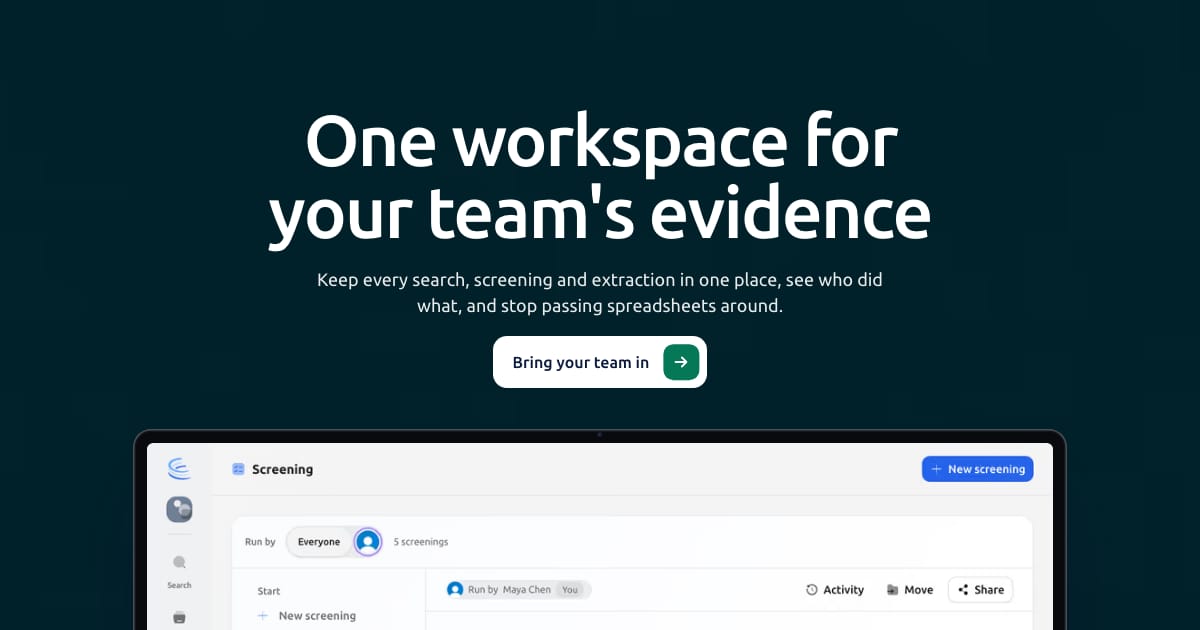 One workspace for
your team's evidence
Keep every search, screening and extraction in one place, see who did
what, and stop passing spreadsheets around.
Bring your team in
Screening
New screening
Run by
Everyone
5 screenings
Search
Start
New screening
Run by Maya Chen You
Activity
Move
Share